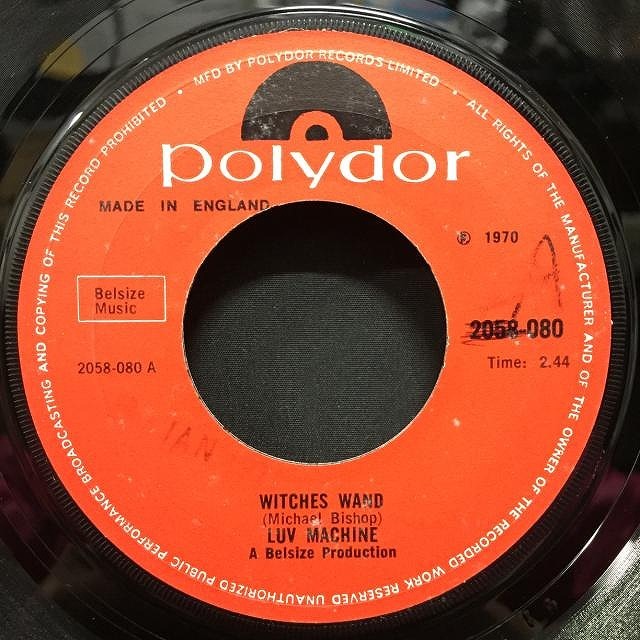 MFD BY POLYDOR RECORDS LIMITED • ALL RIGHTS OF THE MANUFACTURER AND OF THE OWNER OF THE RECORDED WORK RESERVED UNAUTHORIZED PUBLIC PERFORMANCE BROADCASTING AND COPYING OF THIS RECORD PROHIBITED •
polydor
MADE IN ENGLAND
℗ 1970
Belsize
Music
2058-080
2058-080 A
Time: 2.44
IAN
WITCHES WAND
(Michael Bishop)
LUV MACHINE
A Belsize Production